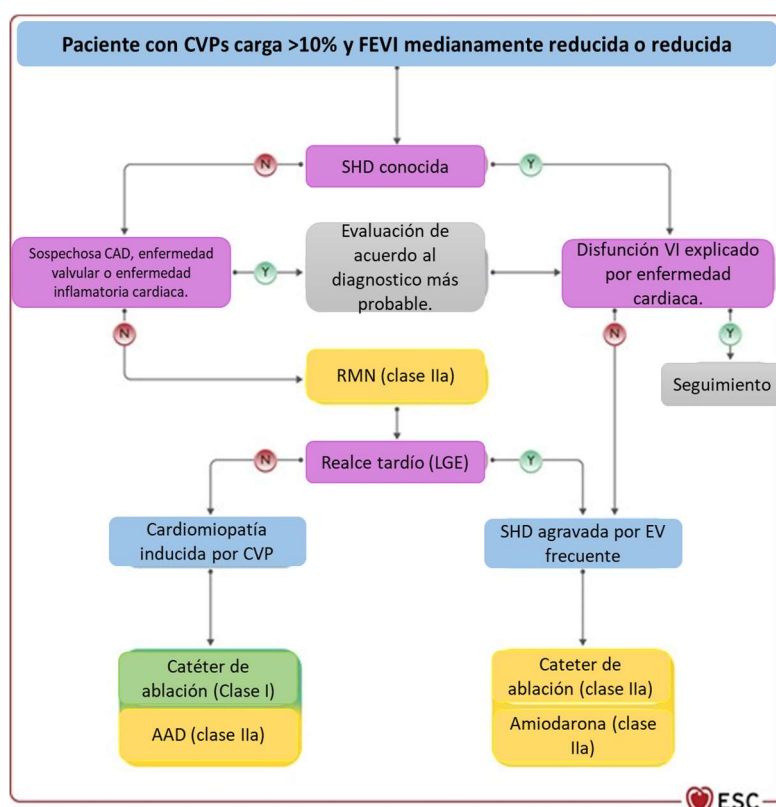 Paciente con CVPs carga >10% y FEVI medianamente reducida o reducida
N
SHD conocida
Y
Sospechosa CAD, enfermedad
valvular o enfermedad
inflamatoria cardiaca.
Y
Evaluación de
acuerdo al
diagnostico más
probable.
Disfunción VI explicado
por enfermedad
cardiaca.
N
N
Y
RMN (clase IIa)
Seguimiento
N
Realce tardío (LGE)
Y
Cardiomiopatía
inducida por CVP
SHD agravada por EV
frecuente
Catéter de
ablación (Clase I)
AAD (clase IIa)
Cateter de
ablación (clase IIa)
Amiodarona (clase
IIa)
ESC